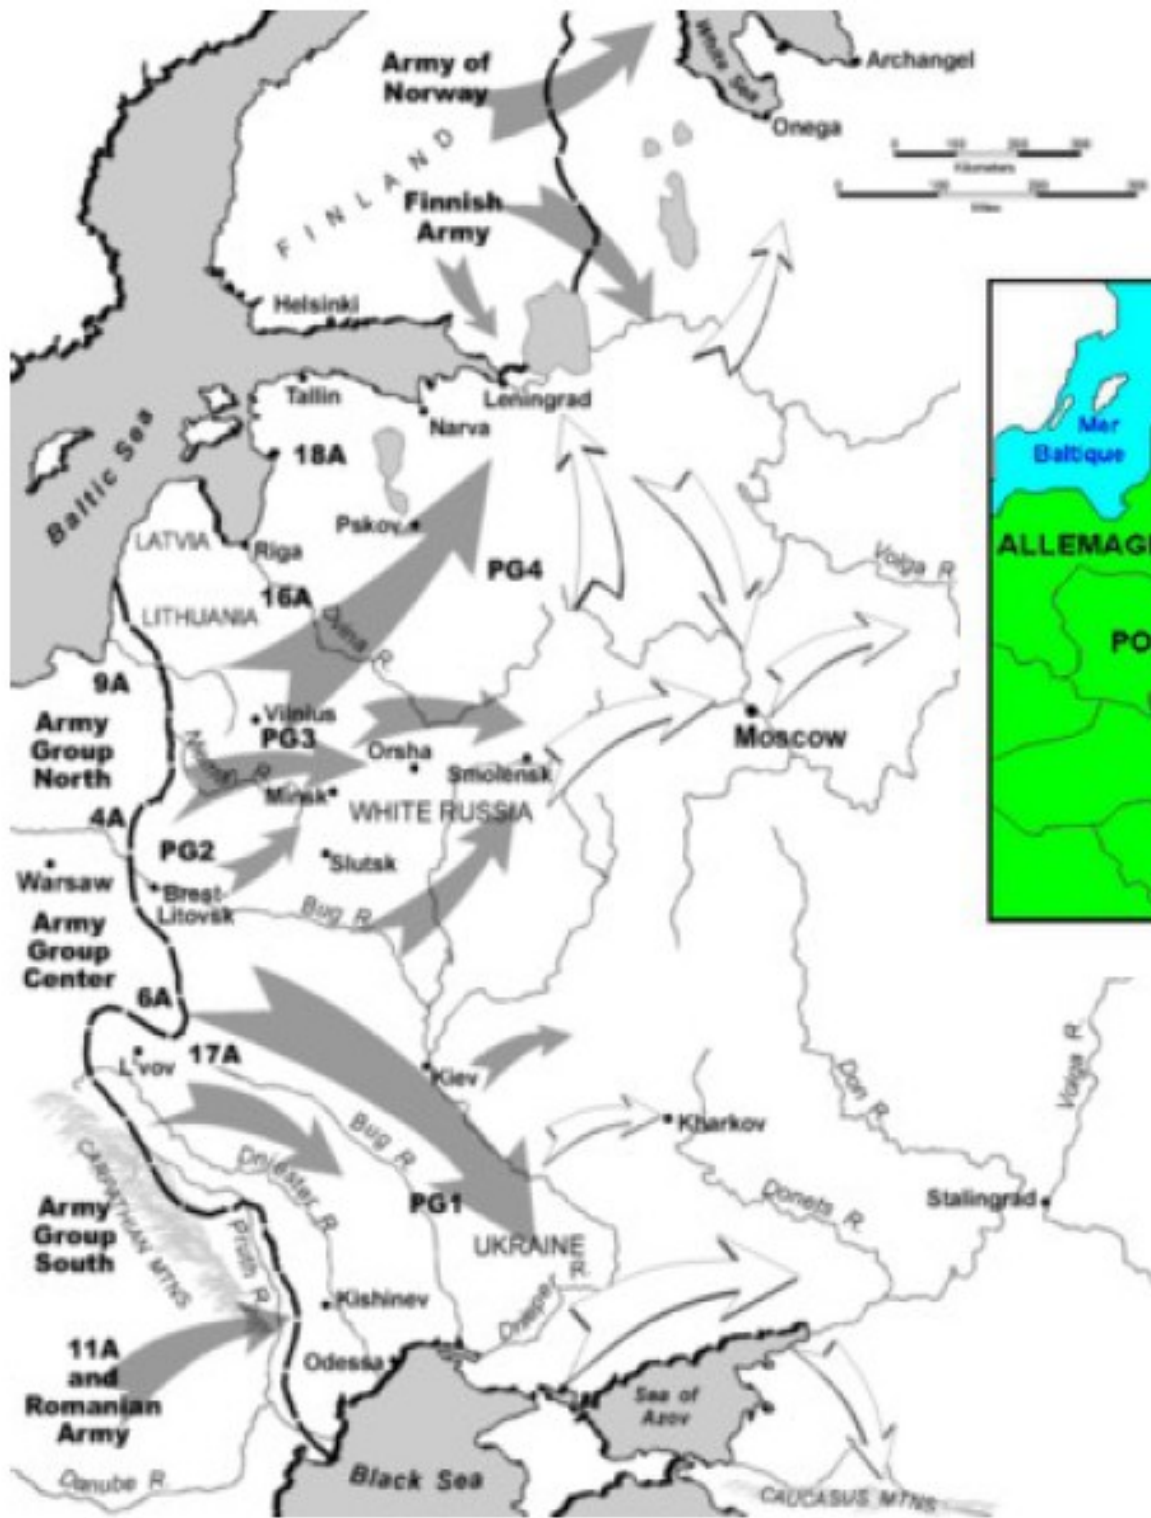 Army of
Norway
White Sea
Archangel
Onega
Kilometers
FINLAND
Finnish
Army
Helsinki
Tallin
Leningrad
Narva
18A
Baltic Sea
Pskov
LATVIA
Riga
PG4
Volga R.
16A
LITHUANIA
Dvina R.
9A
Army
Group
North
Vilnius
PG3
Orsha
Moscow
Smolensk
Minsk
WHITE RUSSIA
4A
PG2
Slutsk
Warsaw
Brest-
Litovsk
Bug R.
Army
Group
Center
6A
17A
L'vov
Kiev
Kharkov
Don R.
Volga R.
Bug R.
Dniester R.
CARPATHIAN MTNS
Army
Group
South
Pruth R.
PG1
UKRAINE
Donets R.
Stalingrad
Dnieper R.
Kishinev
Odessa
11A
and
Romanian
Army
Sea of
Azov
Danube R.
Black Sea
CAUCASUS MTNS
Mer
Baltique
ALLEMAG
PO